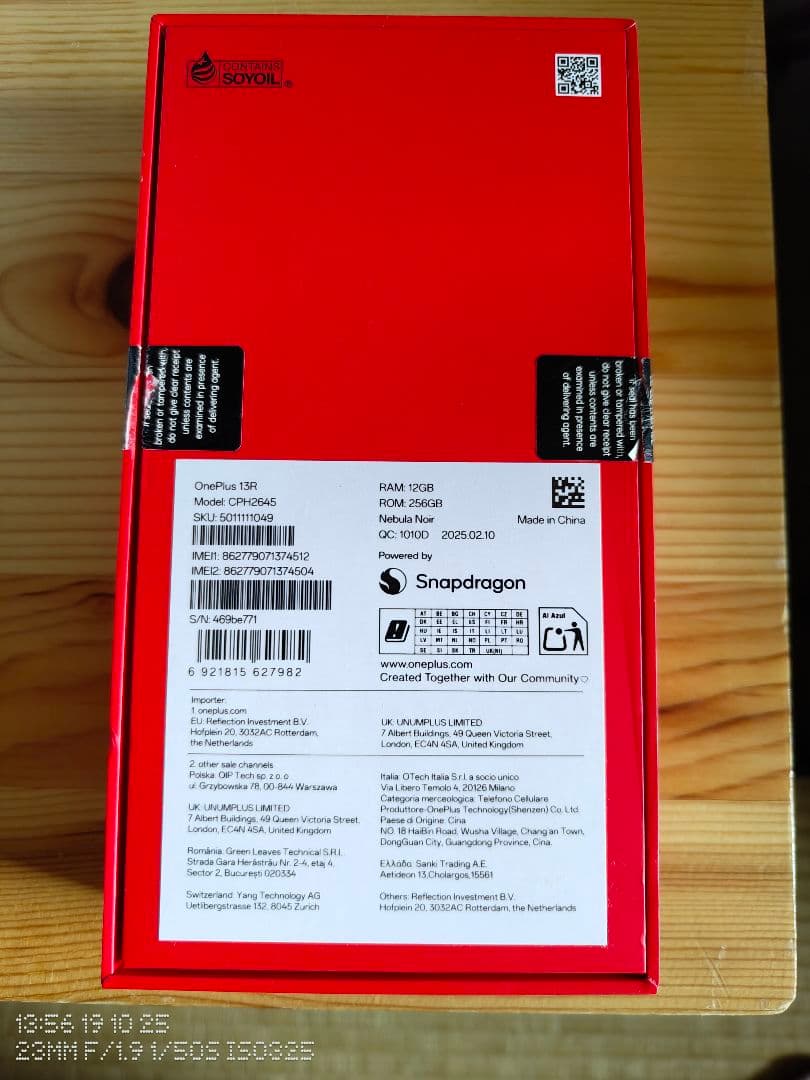 CONTAINS
SOYOIL®
broken or tampered with,
do not give clear receipt
unless contents are
examined in presence
of delivering agent.
If seal has been
broken or tampered with,
do not give clear receipt
unless contents are
examined in presence
of delivering agent.
OnePlus 13R
Model: CPH2645
SKU: 5011111049
IMEI1: 862779071374512
IMEI2: 862779071374504
S/N: 469be771
6 921815 627982
RAM: 12GB
ROM: 256GB
Nebula Noir
QC: 1010D 2025.02.10
Made in China
Powered by
Snapdragon
AT BE BG CH CY CZ DE
DK EE EL ES FI FR HR
HU IE IS IT LI LT LU
LV MT NL NO PL PT RO
SE SI SK TR UK(NI)
Al Azul
www.oneplus.com
Created Together with Our Community♡
Importer:
1. oneplus.com
EU: Reflection Investment B.V.
Hofplein 20, 3032AC Rotterdam,
the Netherlands
UK: UNUMPLUS LIMITED
7 Albert Buildings, 49 Queen Victoria Street,
London, EC4N 4SA, United Kingdom
2. other sale channels
Polska: OIP Tech sp. z o. o
ul. Grzybowska 78, 00-844 Warszawa
UK: UNUMPLUS LIMITED
7 Albert Buildings, 49 Queen Victoria Street,
London, EC4N 4SA, United Kingdom
România: Green Leaves Technical S.R.L
Strada Gara Herăstrău Nr. 2-4, etaj 4,
Sector 2, București 020334
Switzerland: Yang Technology AG
Uetlibergstrasse 132, 8045 Zurich
Italia: OTech Italia S.r.l. a socio unico
Via Libero Temolo 4, 20126 Milano
Categoria merceologica: Telefono Cellulare
Produttore:OnePlus Technology(Shenzen) Co. Ltd.
Paese di Origine: Cina
NO. 18 HaiBin Road, Wusha Village, Chang'an Town,
DongGuan City, Guangdong Province, Cina.
Ελλάδα: Sanki Trading A.E.
Aetideon 13,Cholargos,15561
Others: Reflection Investment B.V.
Hofplein 20, 3032AC Rotterdam, the Netherlands
13:56 19 10 25
23MM F/1.9 1/50S ISO325